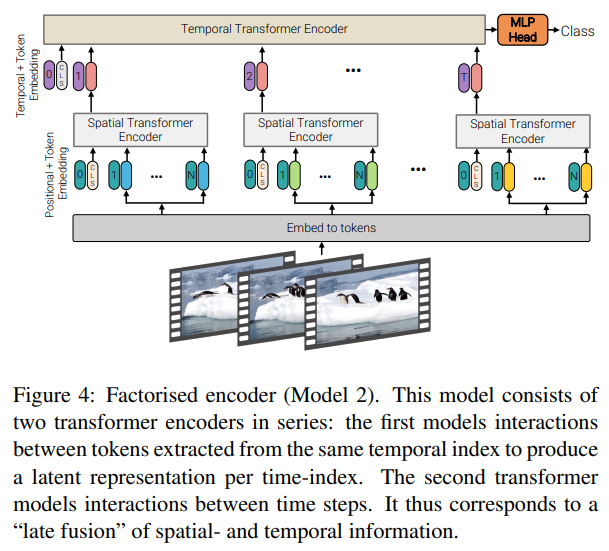 Temporal Transformer Encoder
MLP
Head
Class
Temporal + Token
Embedding
0
CLS
1
2
...
T
Spatial Transformer
Encoder
Spatial Transformer
Encoder
Spatial Transformer
Encoder
Positional + Token
Embedding
0
CLS
1
...
N
0
CLS
1
...
N
...
0
CLS
1
...
N
Embed to tokens
Figure 4: Factorised encoder (Model 2). This model consists of
two transformer encoders in series: the first models interactions
between tokens extracted from the same temporal index to produce
a latent representation per time-index. The second transformer
models interactions between time steps. It thus corresponds to a
“late fusion” of spatial- and temporal information.